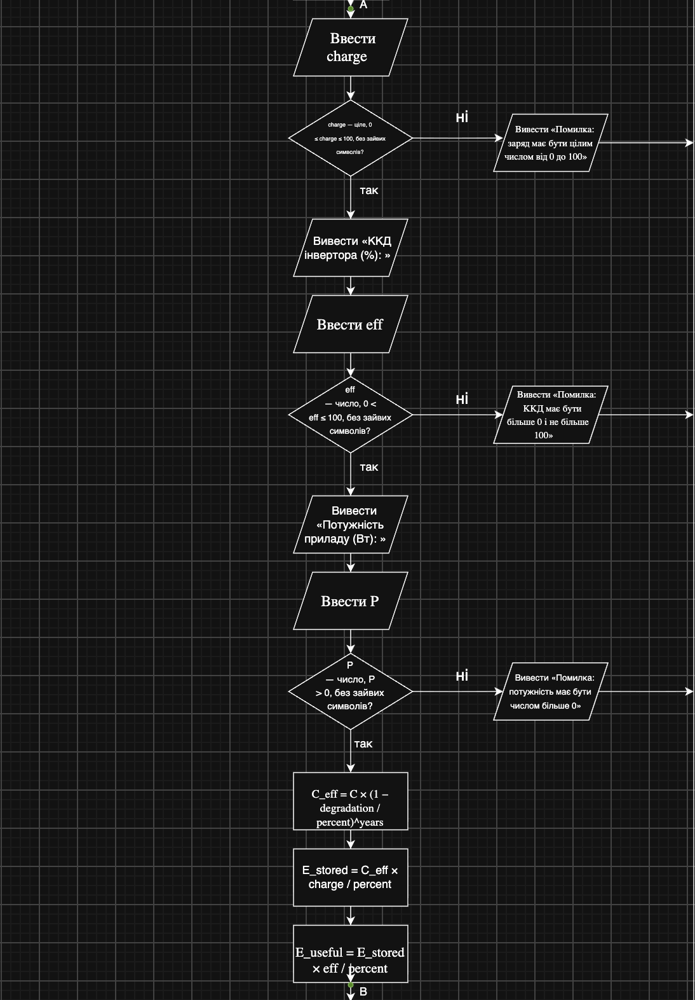 A
Ввести
charge
charge — ціле, 0
≤ charge ≤ 100, без зайвих
символів?
ні
Вивести «Помилка:
заряд має бути цілим
числом від 0 до 100»
так
Вивести «ККД
інвертора (%): »
Ввести eff
eff
— число, 0 <
eff ≤ 100, без зайвих
символів?
ні
Вивести «Помилка:
ККД має бути
більше 0 і не більше
100»
так
Вивести
«Потужність
приладу (Вт): »
Ввести P
P
— число, P
> 0, без зайвих
символів?
ні
Вивести «Помилка:
потужність має бути
числом більше 0»
так
C_eff = C × (1 −
degradation /
percent)^years
E_stored = C_eff ×
charge / percent
E_useful = E_stored
× eff / percent
B